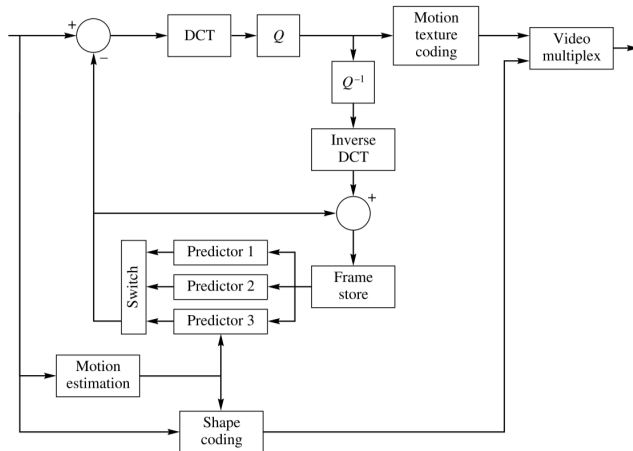 +
−
DCT
Q
Motion
texture
coding
Video
multiplex
Q⁻¹
Inverse
DCT
+
Predictor 1
Predictor 2
Predictor 3
Switch
Frame
store
Motion
estimation
Shape
coding